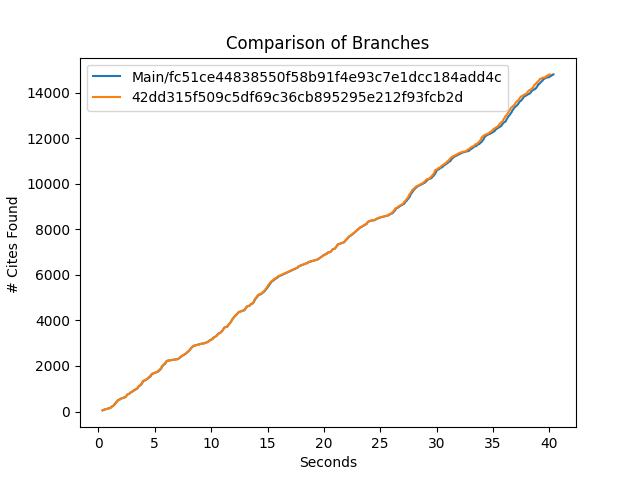 Comparison of Branches
Main/fc51ce44838550f58b91f4e93c7e1dcc184add4c
42dd315f509c5df69c36cb895295e212f93fcb2d
# Cites Found
14000
12000
10000
8000
6000
4000
2000
0
0 5 10 15 20 25 30 35 40
Seconds